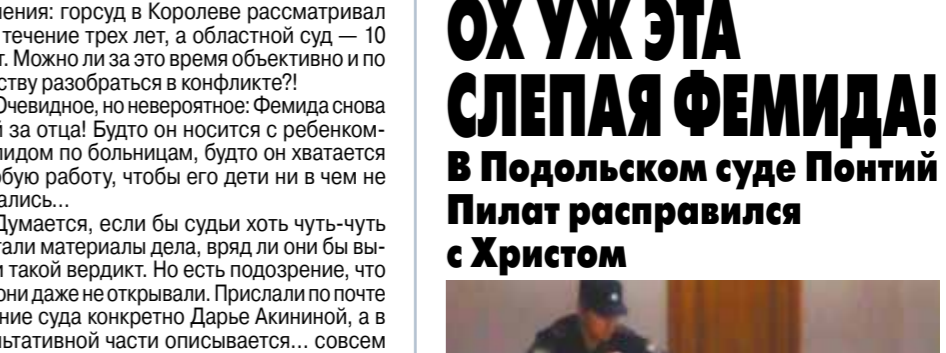 горсуд в Королеве рассматривал
течение трех лет, а областной суд — 10
т. Можно ли за это время объективно и по
ству разобраться в конфликте?!
Очевидное, но невероятное: Фемида снова
й за отца! Будто он носится с ребенком-
лидом по больницам, будто он хватается
бую работу, чтобы его дети ни в чем не
ались...
Думается, если бы судьи хоть чуть-чуть
тали материалы дела, вряд ли они бы вы-
и такой вердикт. Но есть подозрение, что
они даже не открывали. Прислали по почте
ние суда конкретно Дарье Акининой, а в
льтативной части описывается... совсем
ОХ УЖ ЭТА
СЛЕПАЯ ФЕМИДА!
В Подольском суде Понтий
Пилат расправился
с Христом